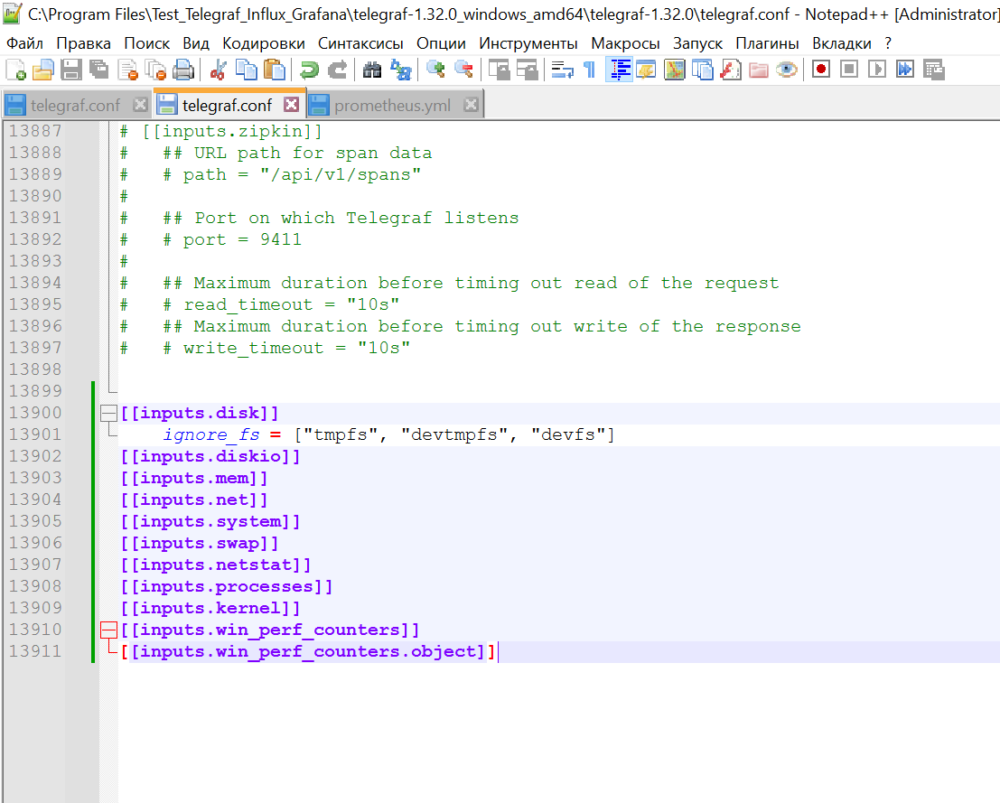 C:\Program Files\Test_Telegraf_Influx_Grafana\telegraf-1.32.0_windows_amd64\telegraf-1.32.0\telegraf.conf - Notepad++ [Administrator]
Файл Правка Поиск Вид Кодировки Синтаксисы Опции Инструменты Макросы Запуск Плагины Вкладки ?
telegraf.conf telegraf.conf prometheus.yml
13887 # [[inputs.zipkin]]
13888 #   ## URL path for span data
13889 #   # path = "/api/v1/spans"
13890 #
13891 #   ## Port on which Telegraf listens
13892 #   # port = 9411
13893 #
13894 #   ## Maximum duration before timing out read of the request
13895 #   # read_timeout = "10s"
13896 #   ## Maximum duration before timing out write of the response
13897 #   # write_timeout = "10s"
13898
13899
13900 [[inputs.disk]]
13901     ignore_fs = ["tmpfs", "devtmpfs", "devfs"]
13902 [[inputs.diskio]]
13903 [[inputs.mem]]
13904 [[inputs.net]]
13905 [[inputs.system]]
13906 [[inputs.swap]]
13907 [[inputs.netstat]]
13908 [[inputs.processes]]
13909 [[inputs.kernel]]
13910 [[inputs.win_perf_counters]]
13911 [[inputs.win_perf_counters.object]]